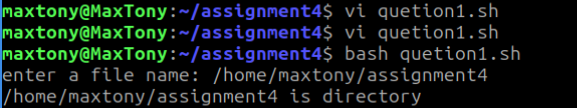 maxtony@MaxTony:~/assignment4$ vi quetion1.sh
maxtony@MaxTony:~/assignment4$ vi quetion1.sh
maxtony@MaxTony:~/assignment4$ bash quetion1.sh
enter a file name: /home/maxtony/assignment4
/home/maxtony/assignment4 is directory